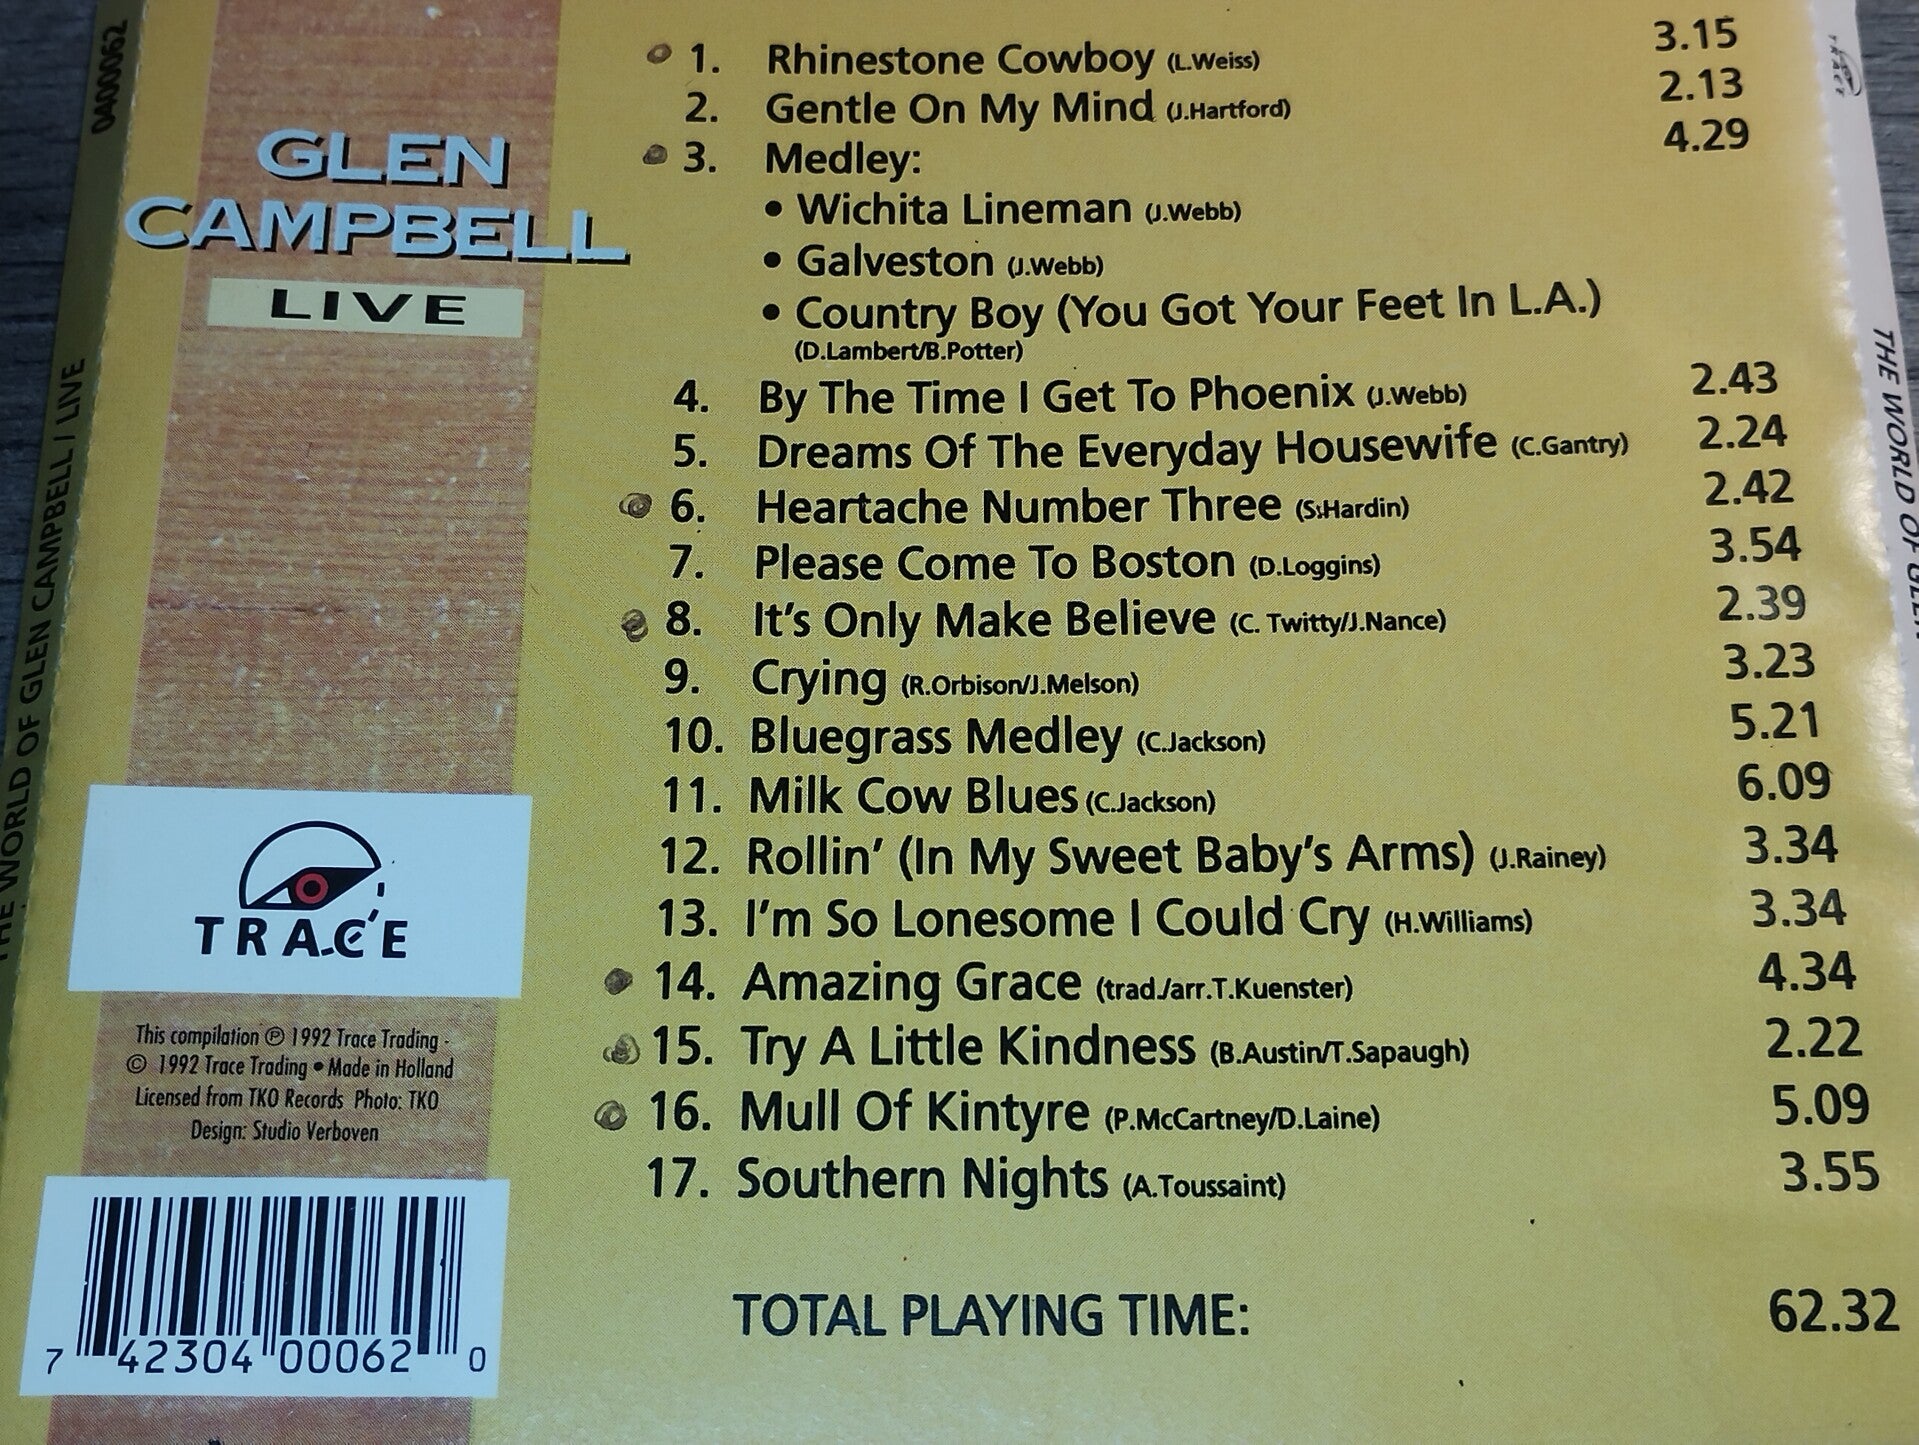 0400062
THE WORLD OF GLEN CAMPBELL / LIVE
GLEN
CAMPBELL
LIVE
1. Rhinestone Cowboy (L.Weiss) 3.15
2. Gentle On My Mind (J.Hartford) 2.13
3. Medley: 4.29
• Wichita Lineman (J.Webb)
• Galveston (J.Webb)
• Country Boy (You Got Your Feet In L.A.)
(D.Lambert/B.Potter)
4. By The Time I Get To Phoenix (J.Webb) 2.43
5. Dreams Of The Everyday Housewife (C.Gantry) 2.24
6. Heartache Number Three (S.Hardin) 2.42
7. Please Come To Boston (D.Loggins) 3.54
8. It's Only Make Believe (C. Twitty/J.Nance) 2.39
9. Crying (R.Orbison/J.Melson) 3.23
10. Bluegrass Medley (C.Jackson) 5.21
11. Milk Cow Blues (C.Jackson) 6.09
12. Rollin' (In My Sweet Baby's Arms) (J.Rainey) 3.34
13. I'm So Lonesome I Could Cry (H.Williams) 3.34
14. Amazing Grace (trad./arr.T.Kuenster) 4.34
15. Try A Little Kindness (B.Austin/T.Sapaugh) 2.22
16. Mull Of Kintyre (P.McCartney/D.Laine) 5.09
17. Southern Nights (A.Toussaint) 3.55
TOTAL PLAYING TIME: 62.32
TRACE
This compilation ℗ 1992 Trace Trading -
© 1992 Trace Trading • Made in Holland
Licensed from TKO Records Photo: TKO
Design: Studio Verboven
7 42304 00062 0
TRACE
THE WORLD OF GLEN